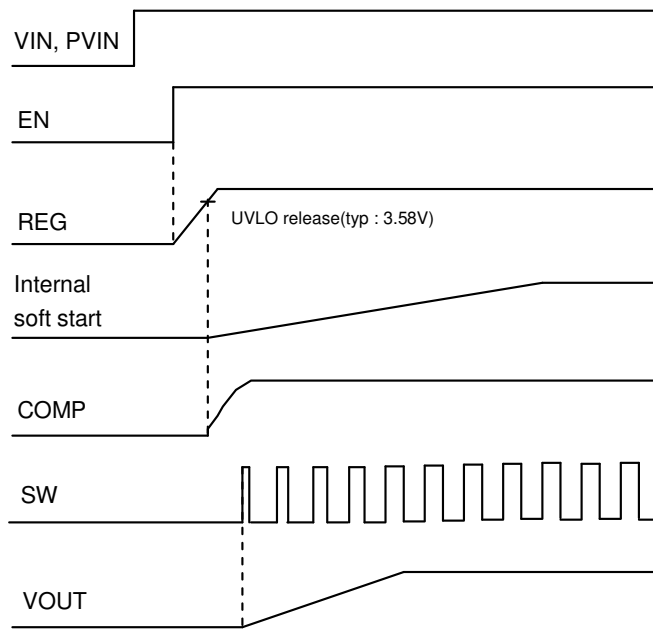 VIN, PVIN
EN
REG
UVLO release(typ : 3.58V)
Internal
soft start
COMP
SW
VOUT